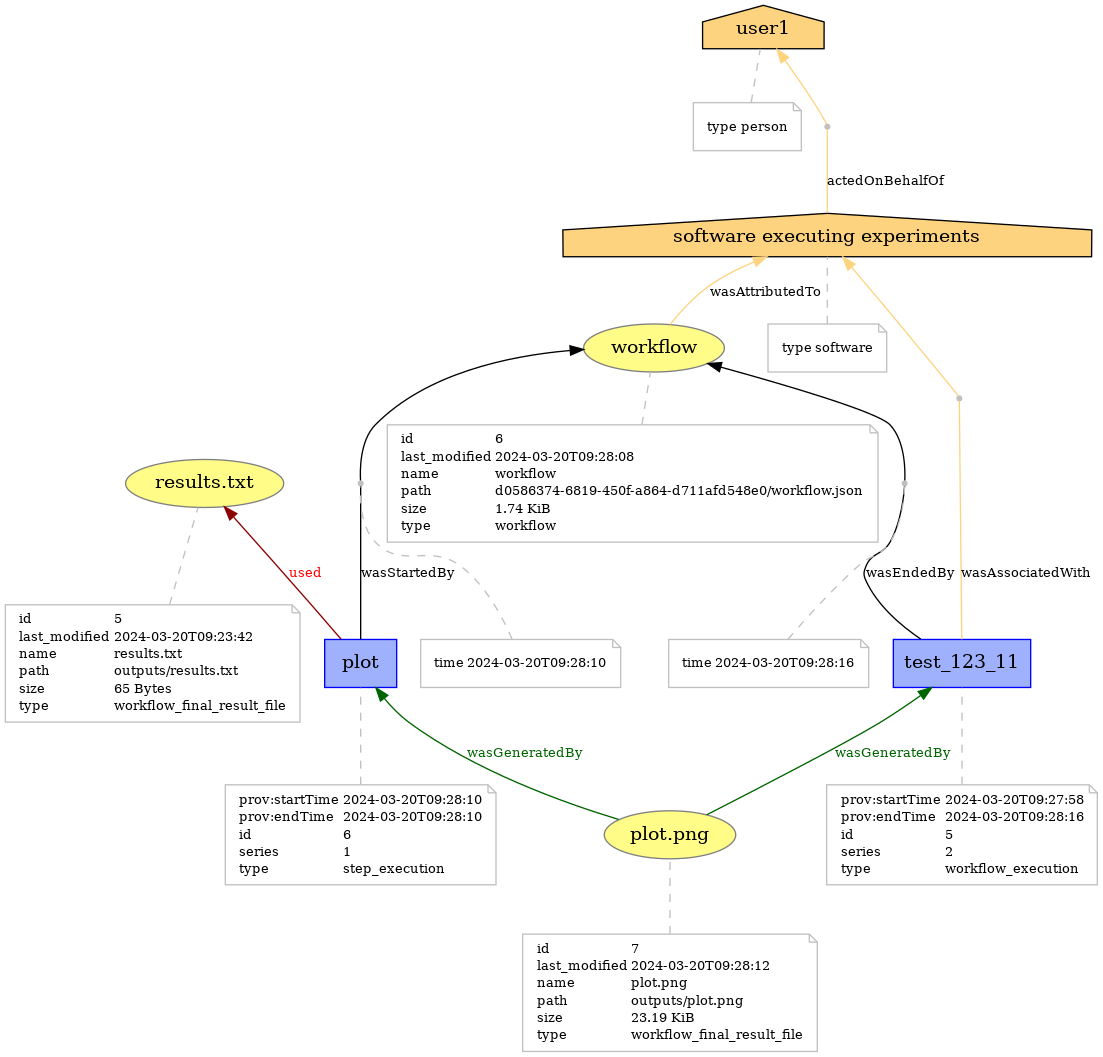 user1
type person
actedOnBehalfOf
software executing experiments
wasAttributedTo
workflow
type software
id 6
last_modified 2024-03-20T09:28:08
name workflow
path d0586374-6819-450f-a864-d711afd548e0/workflow.json
size 1.74 KiB
type workflow
results.txt
used
wasStartedBy
wasEndedBy
wasAssociatedWith
id 5
last_modified 2024-03-20T09:23:42
name results.txt
path outputs/results.txt
size 65 Bytes
type workflow_final_result_file
plot
time 2024-03-20T09:28:10
time 2024-03-20T09:28:16
test_123_11
wasGeneratedBy
wasGeneratedBy
prov:startTime 2024-03-20T09:28:10
prov:endTime 2024-03-20T09:28:10
id 6
series 1
type step_execution
plot.png
prov:startTime 2024-03-20T09:27:58
prov:endTime 2024-03-20T09:28:16
id 5
series 2
type workflow_execution
id 7
last_modified 2024-03-20T09:28:12
name plot.png
path outputs/plot.png
size 23.19 KiB
type workflow_final_result_file